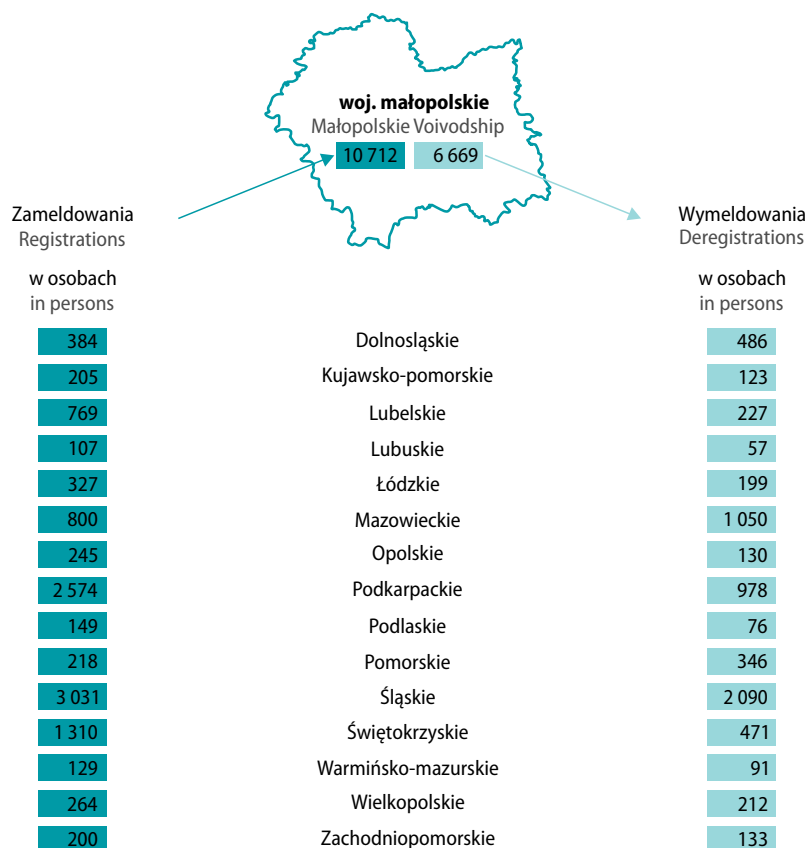 woj. małopolskie
Małopolskie Voivodship
10 712 6 669
Zameldowania Wymeldowania
Registrations Deregistrations
w osobach w osobach
in persons in persons
384 Dolnośląskie 486
205 Kujawsko-pomorskie 123
769 Lubelskie 227
107 Lubuskie 57
327 Łódzkie 199
800 Mazowieckie 1 050
245 Opolskie 130
2 574 Podkarpackie 978
149 Podlaskie 76
218 Pomorskie 346
3 031 Śląskie 2 090
1 310 Świętokrzyskie 471
129 Warmińsko-mazurskie 91
264 Wielkopolskie 212
200 Zachodniopomorskie 133